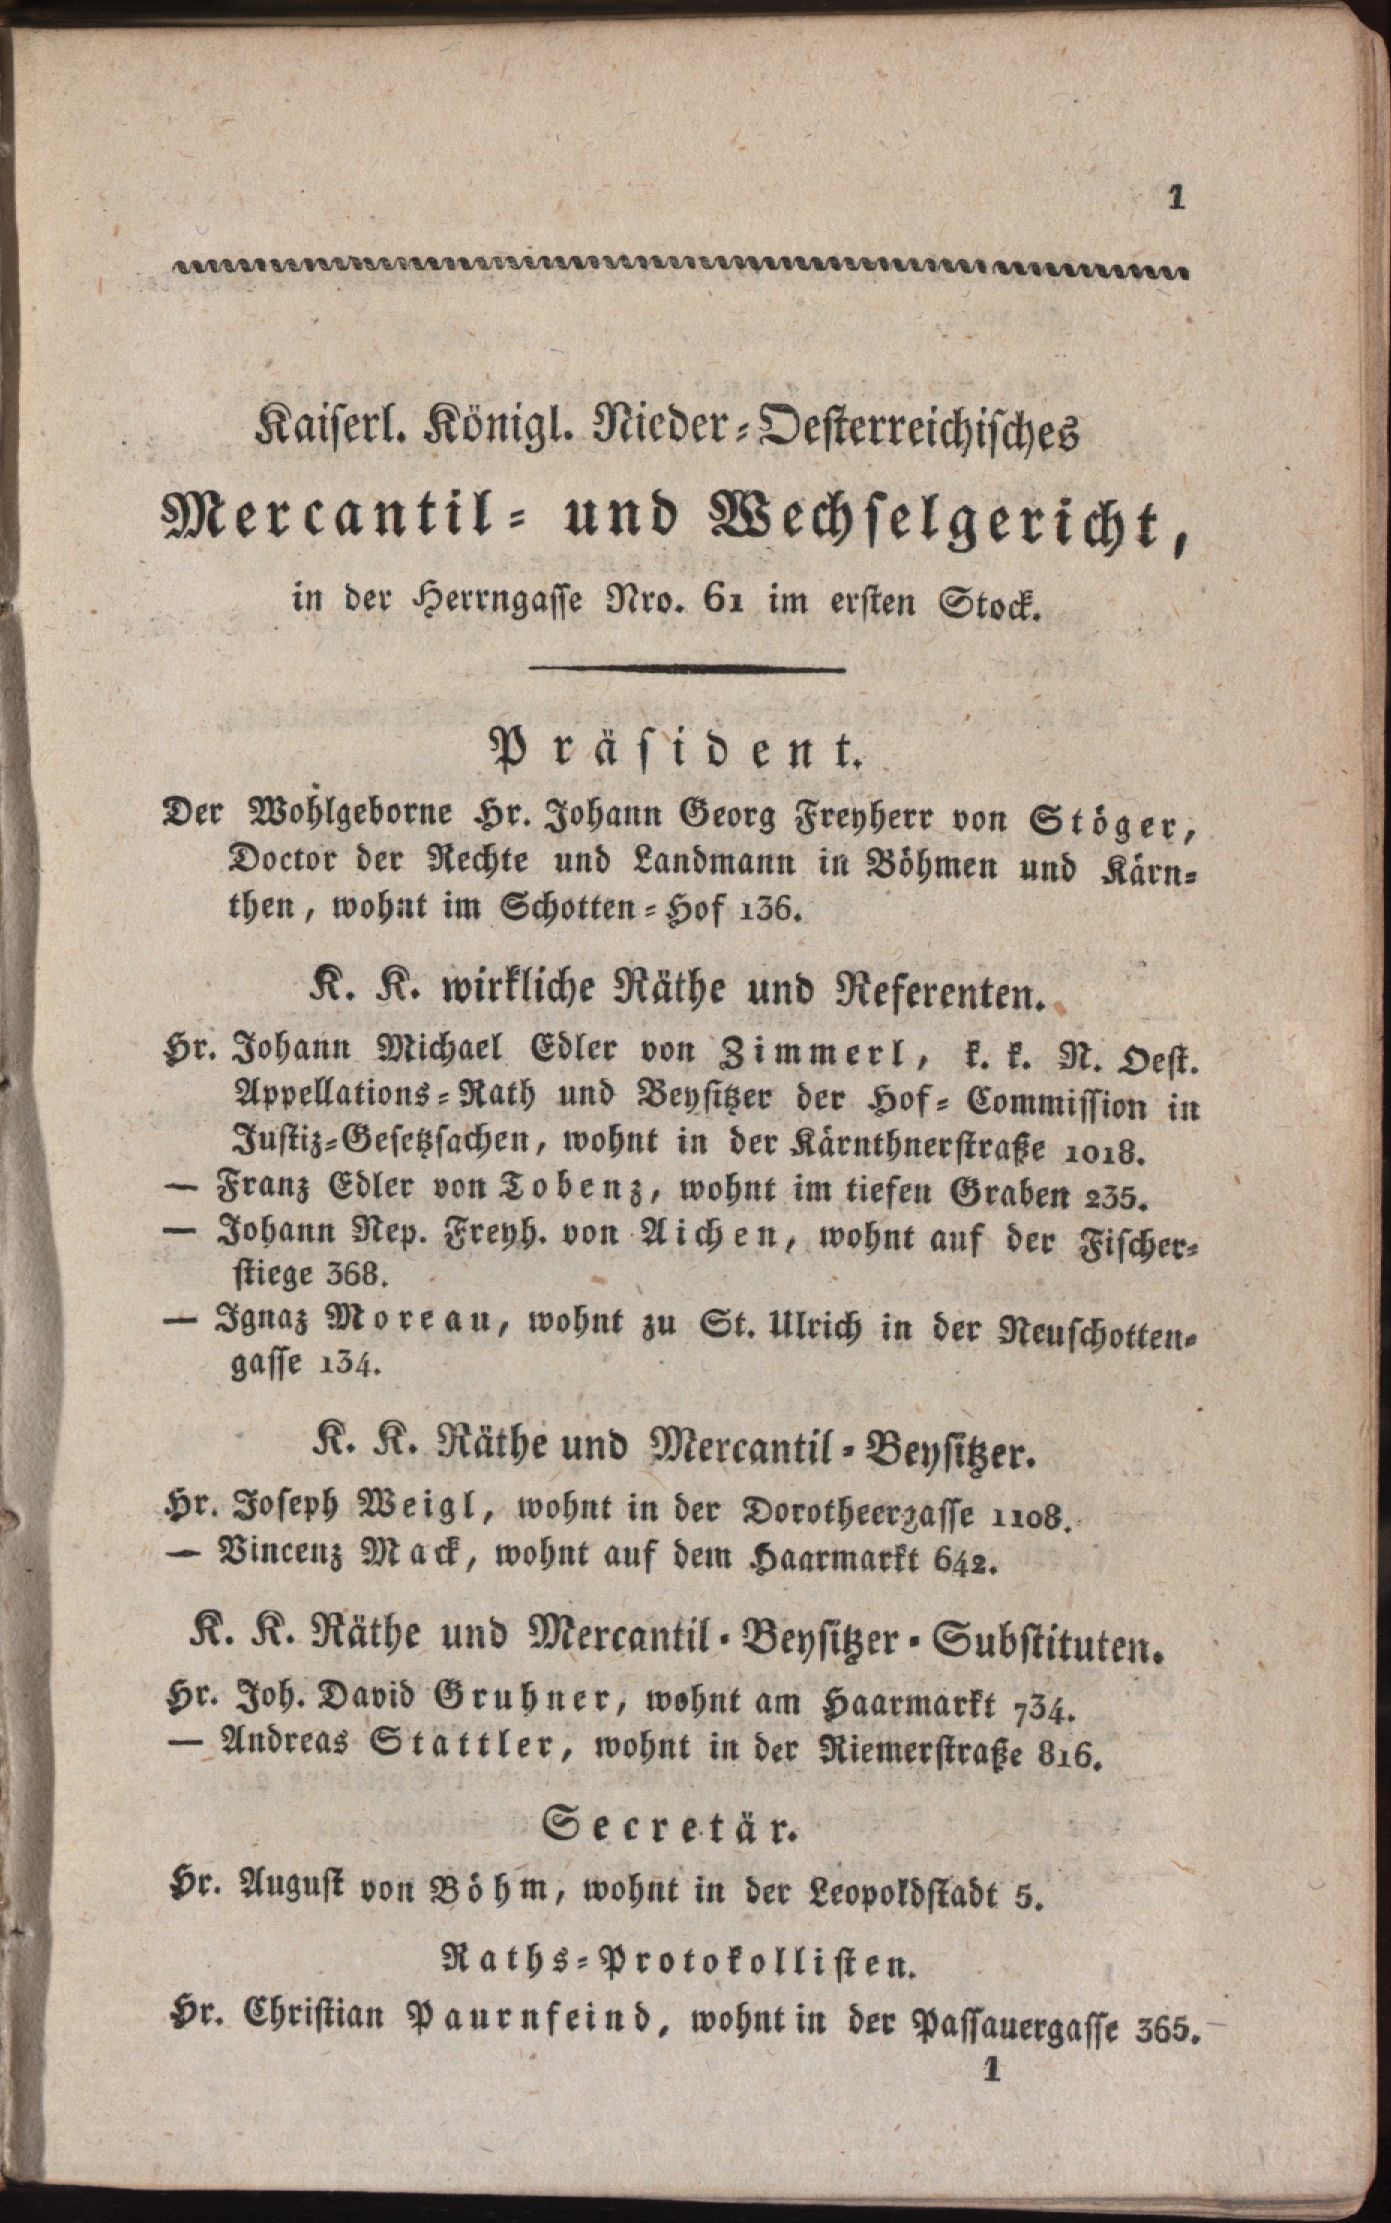 1
Kaiserl. Königl. Nieder-Oesterreichisches
Mercantil- und Wechselgericht,
in der Herrngasse Nro. 61 im ersten Stock.
Präsident.
Der Wohlgeborne Hr. Johann Georg Freyherr von Stöger,
Doctor der Rechte und Landmann in Böhmen und Kärn-
then, wohnt im Schotten-Hof 136.
K. K. wirkliche Räthe und Referenten.
Hr. Johann Michael Edler von Zimmerl, k. k. N. Oest.
Appellations-Rath und Beysitzer der Hof-Commission in
Justiz-Gesetzsachen, wohnt in der Kärnthnerstraße 1018.
— Franz Edler von Tobenz, wohnt im tiefen Graben 235.
— Johann Nep. Freyh. von Aichen, wohnt auf der Fischer-
stiege 368.
— Ignaz Moreau, wohnt zu St. Ulrich in der Neuschotten-
gasse 134.
K. K. Räthe und Mercantil-Beysitzer.
Hr. Joseph Weigl, wohnt in der Dorotheergasse 1108.
— Vincenz Mack, wohnt auf dem Haarmarkt 642.
K. K. Räthe und Mercantil-Beysitzer-Substituten.
Hr. Joh. David Gruhner, wohnt am Haarmarkt 734.
— Andreas Stattler, wohnt in der Riemerstraße 816.
Secretär.
Hr. August von Böhm, wohnt in der Leopoldstadt 5.
Raths-Protokollisten.
Hr. Christian Paurnfeind, wohnt in der Passauergasse 365.
1